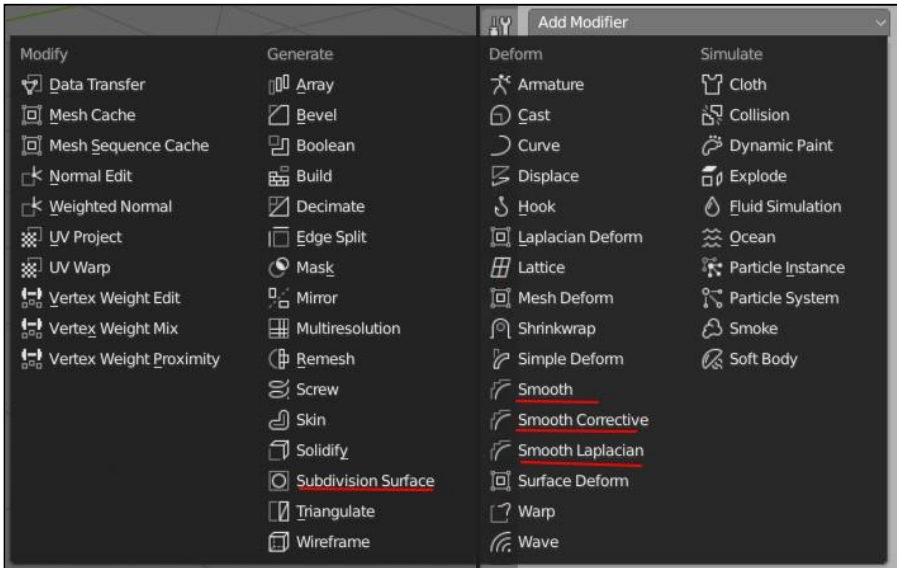 Add Modifier
Modify
Data Transfer
Mesh Cache
Mesh Sequence Cache
Normal Edit
Weighted Normal
UV Project
UV Warp
Vertex Weight Edit
Vertex Weight Mix
Vertex Weight Proximity
Generate
Array
Bevel
Boolean
Build
Decimate
Edge Split
Mask
Mirror
Multiresolution
Remesh
Screw
Skin
Solidify
Subdivision Surface
Triangulate
Wireframe
Deform
Armature
Cast
Curve
Displace
Hook
Laplacian Deform
Lattice
Mesh Deform
Shrinkwrap
Simple Deform
Smooth
Smooth Corrective
Smooth Laplacian
Surface Deform
Warp
Wave
Simulate
Cloth
Collision
Dynamic Paint
Explode
Fluid Simulation
Ocean
Particle Instance
Particle System
Smoke
Soft Body